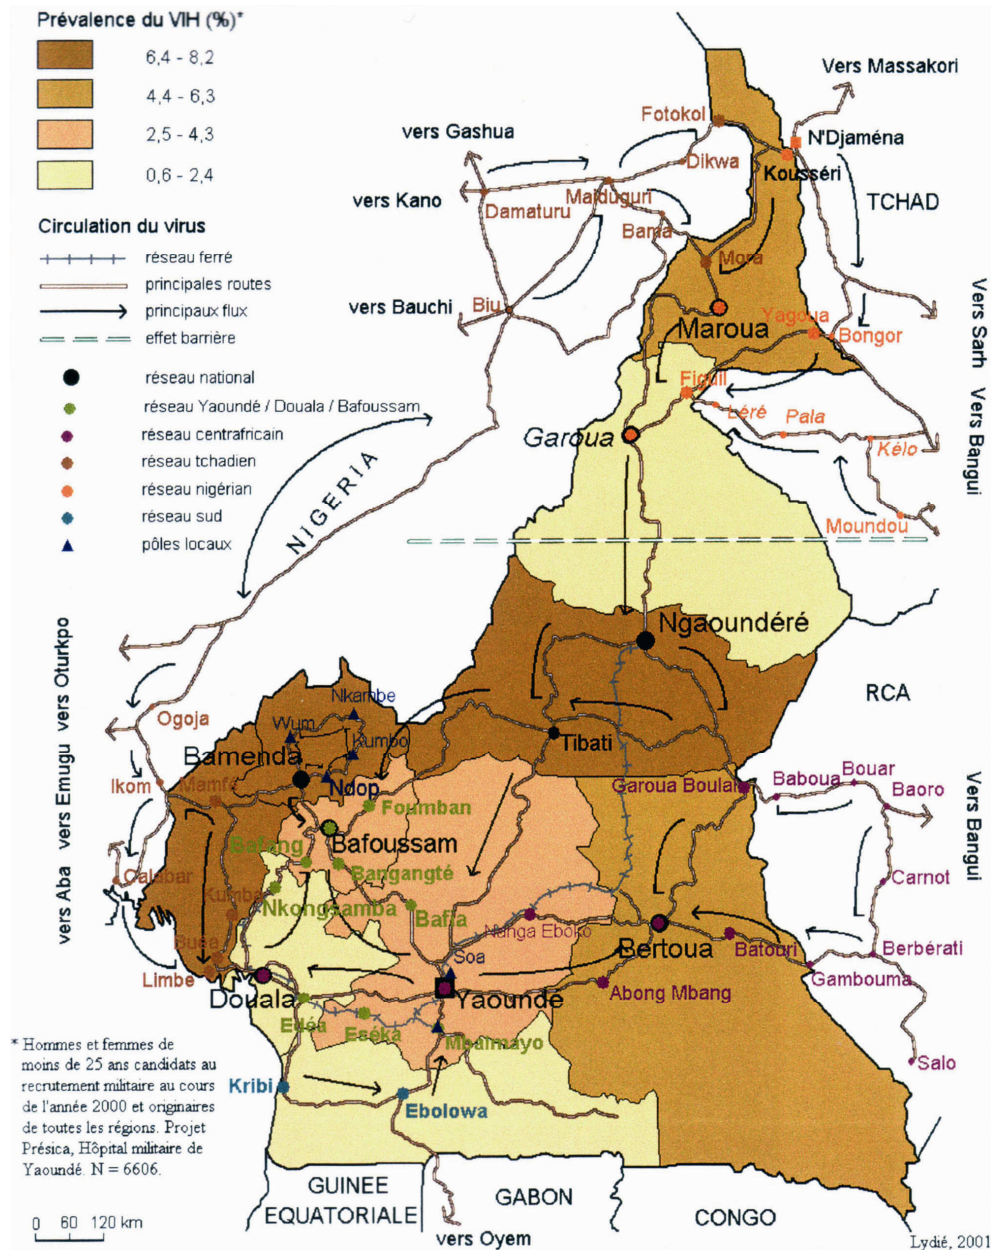 Prévalence du VIH (%)*
6,4 - 8,2
4,4 - 6,3
2,5 - 4,3
0,6 - 2,4
Circulation du virus
réseau ferré
principales routes
principaux flux
effet barrière
réseau national
réseau Yaoundé / Douala / Bafoussam
réseau centrafricain
réseau tchadien
réseau nigérian
réseau sud
pôles locaux
Vers Massakori
Fotokol
vers Gashua
N'Djaména
Dikwa
Kousséri
Maiduguri
vers Kano
Damaturu
TCHAD
Bama
Mora
vers Bauchi
Biu
Maroua
Yagoua
Bongor
Vers Sarh
Figuil
Léré
Pala
Garoua
Kélo
Vers Bangui
NIGERIA
Moundou
Ngaoundéré
vers Oturkpo
RCA
Nkambe
Ogoja
Wum
Kumbo
Tibati
Bamenda
Ikom
Mamfé
Ndop
Garoua Boulaï
Baboua
Bouar
Baoro
vers Emugu
Foumban
Bafoussam
Bafang
Bangangté
Vers Bangui
Calabar
Carnot
vers Aba
Kumba
Nkongsamba
Bafia
Nanga Eboko
Bertoua
Batouri
Berbérati
Buéa
Soa
Gambouma
Limbe
Douala
Yaoundé
Abong Mbang
Edéa
Eséka
Mbalmayo
Salo
Kribi
Ebolowa
* Hommes et femmes de
moins de 25 ans candidats au
recrutement militaire au cours
de l'année 2000 et originaires
de toutes les régions. Projet
Présica, Hôpital militaire de
Yaoundé. N = 6606.
GUINEE
EQUATORIALE
GABON
CONGO
0 60 120 km
vers Oyem
Lydié, 2001